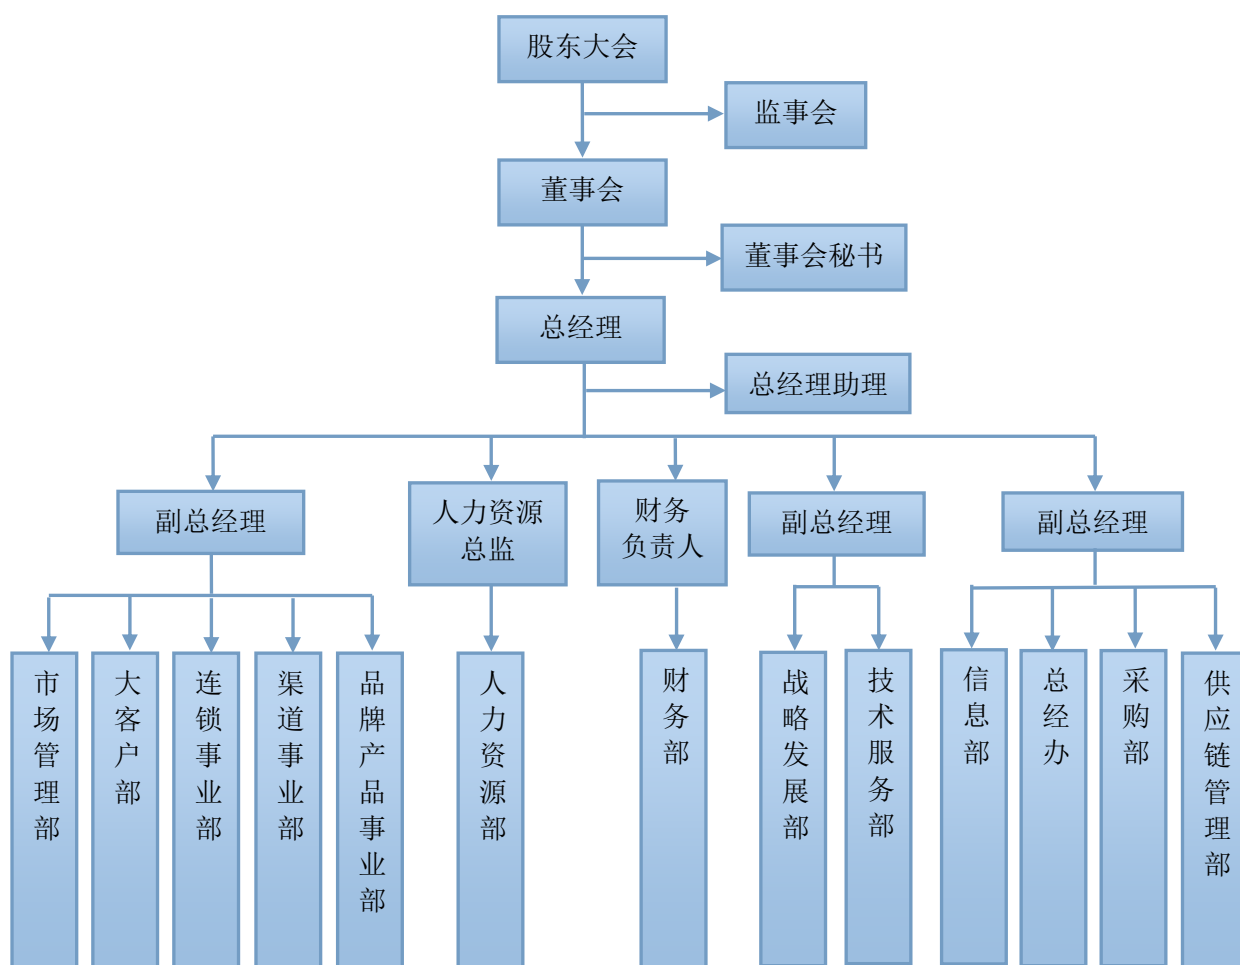 股东大会
监事会
董事会
董事会秘书
总经理
总经理助理
副总经理
人力资源
总监
财务
负责人
副总经理
副总经理
市场管理部
大客户部
连锁事业部
渠道事业部
品牌产品事业部
人力资源部
财务部
战略发展部
技术服务部
信息部
总经办
采购部
供应链管理部